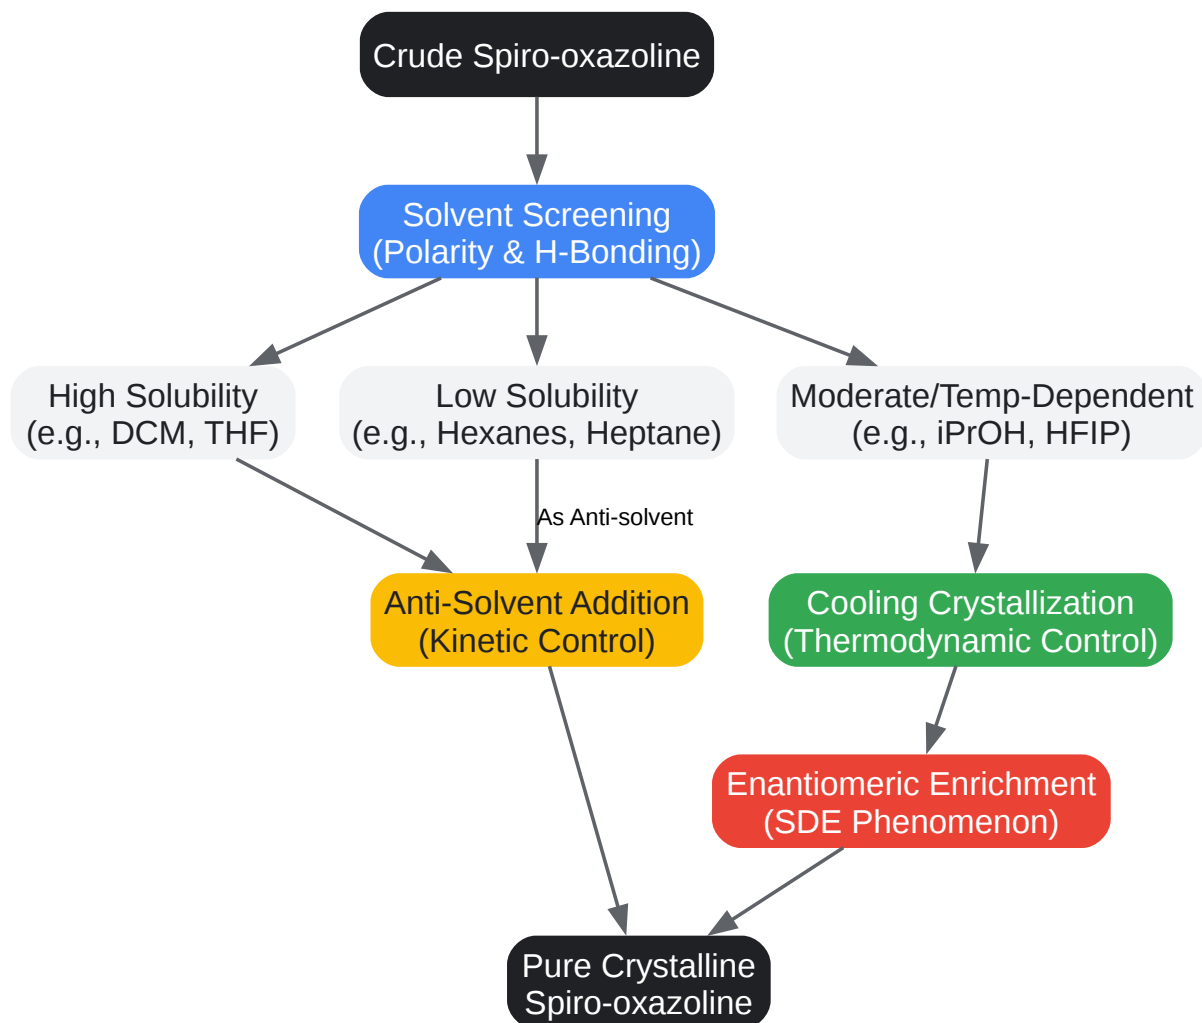 Crude Spiro-oxazoline
Solvent Screening
(Polarity & H-Bonding)
High Solubility
(e.g., DCM, THF)
Low Solubility
(e.g., Hexanes, Heptane)
Moderate/Temp-Dependent
(e.g., iPrOH, HFIP)
As Anti-solvent
Anti-Solvent Addition
(Kinetic Control)
Cooling Crystallization
(Thermodynamic Control)
Enantiomeric Enrichment
(SDE Phenomenon)
Pure Crystalline
Spiro-oxazoline